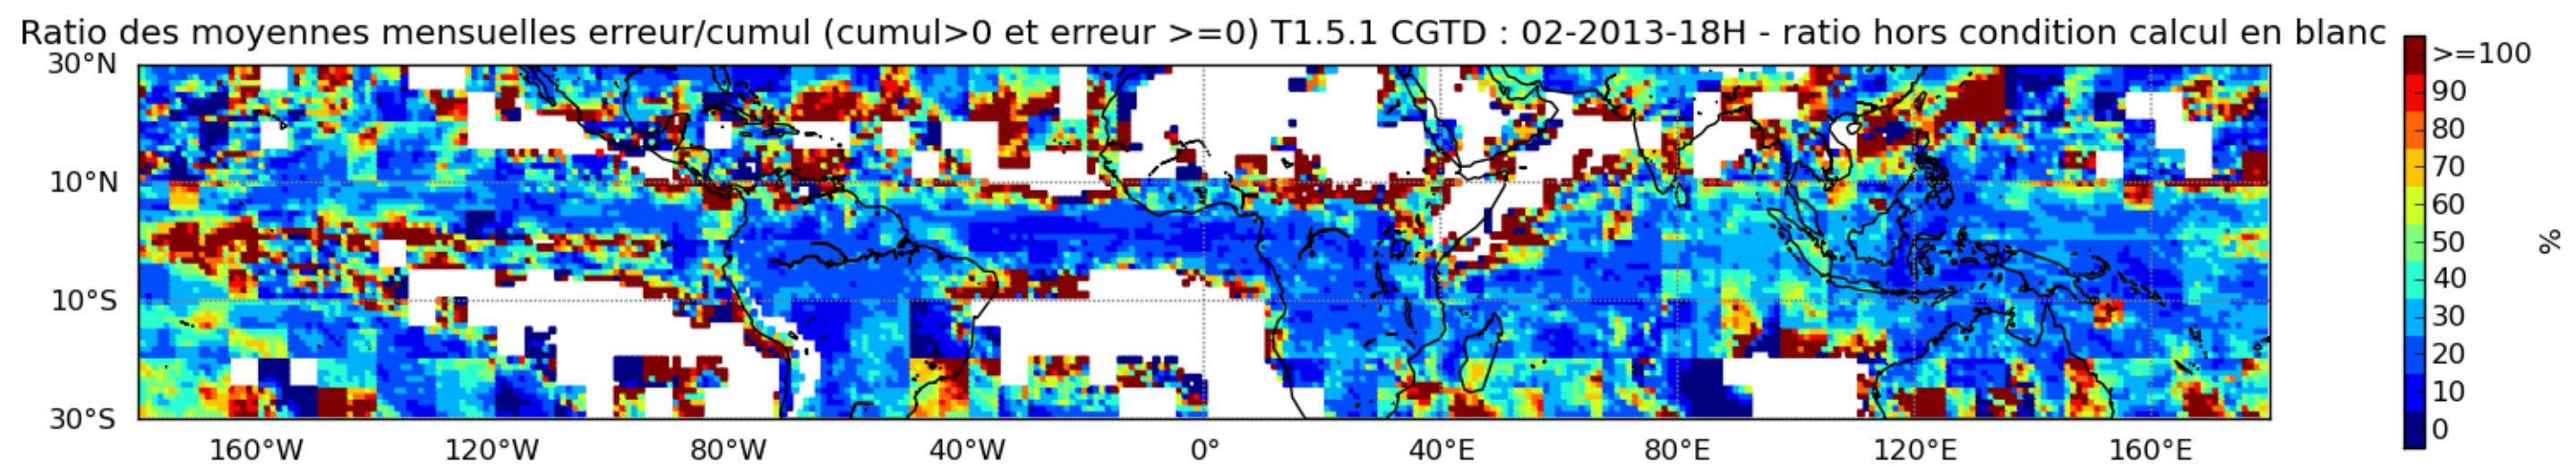 Ratio des moyennes mensuelles erreur/cumul (cumul>0 et erreur >=0) T1.5.1 CGTD : 02-2013-18H - ratio hors condition calcul en blanc
30°N
10°N
10°S
30°S
160°W 120°W 80°W 40°W 0° 40°E 80°E 120°E 160°E
>=100
90
80
70
60
50
40
30
20
10
0
%